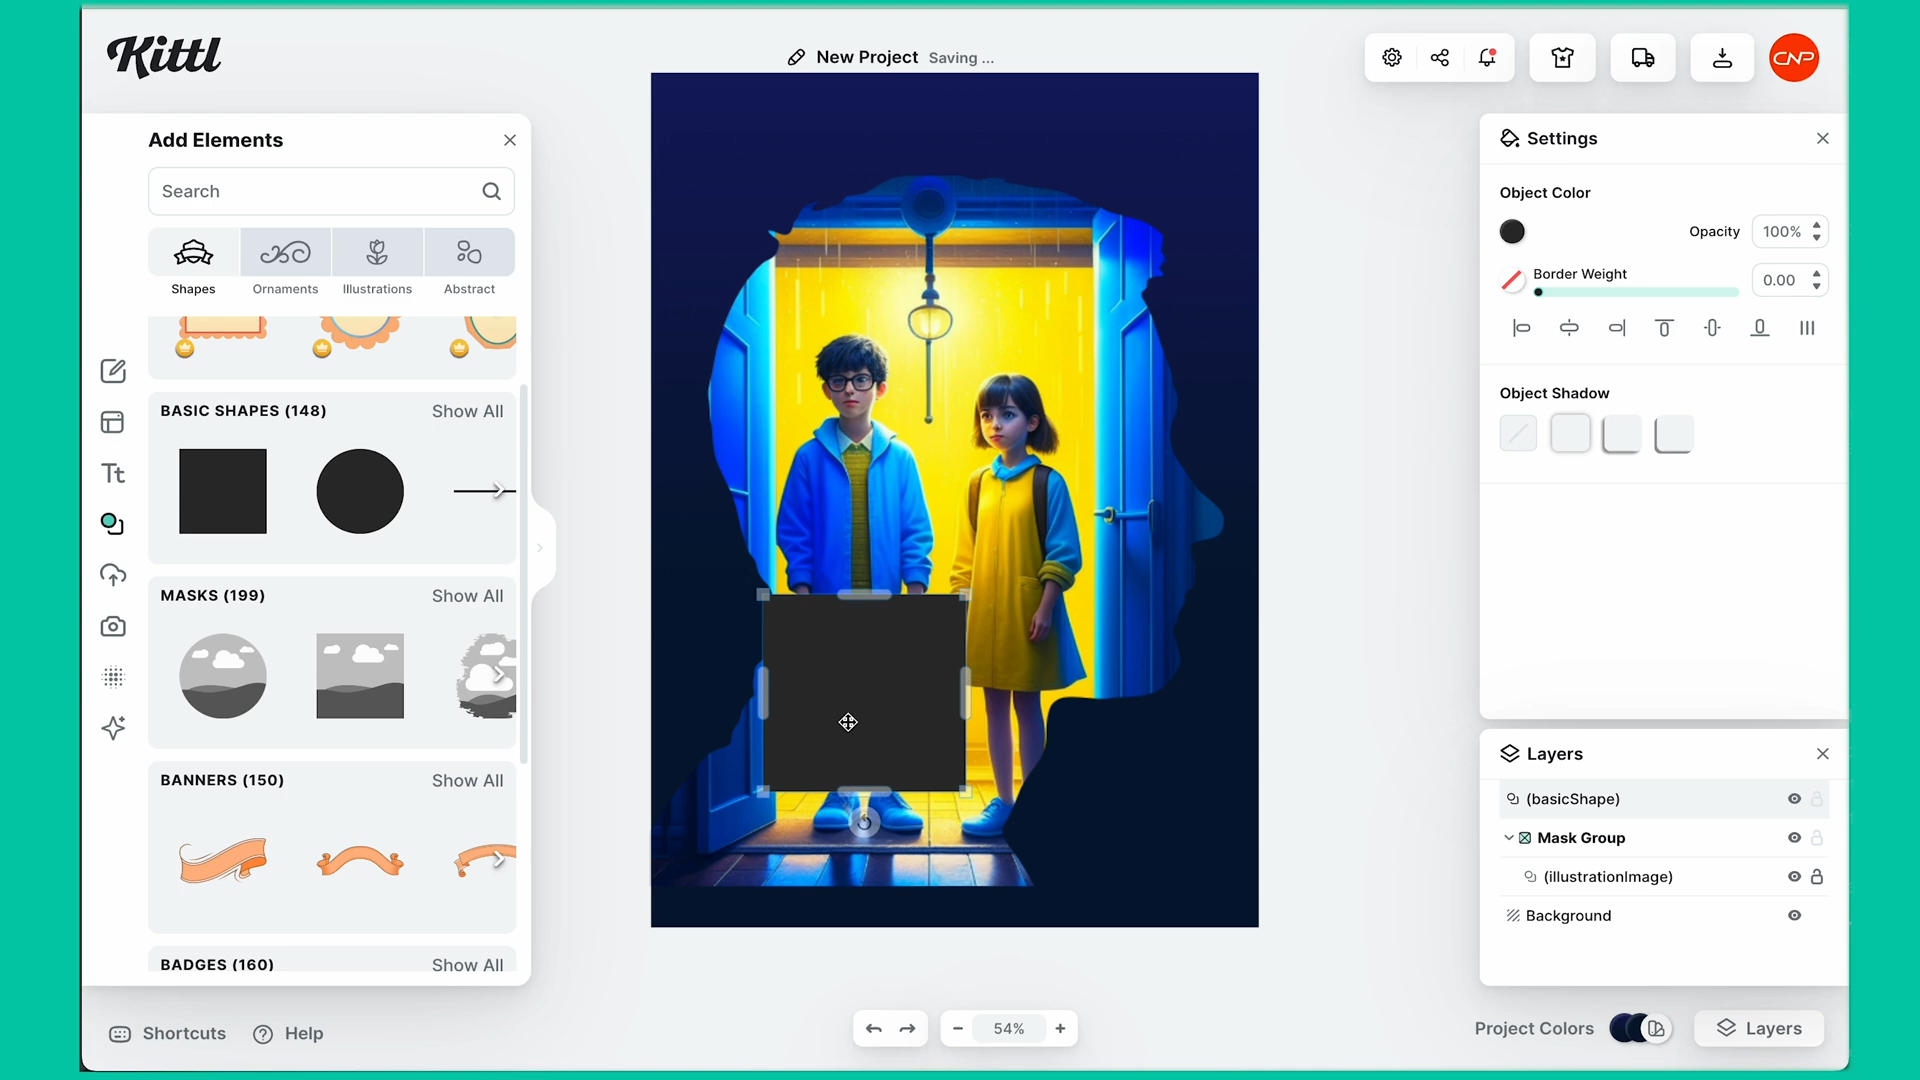 Kittl
New Project Saving ...
CNP
Add Elements
Search
Shapes
Ornaments
Illustrations
Abstract
BASIC SHAPES (148)
Show All
MASKS (199)
Show All
BANNERS (150)
Show All
BADGES (160)
Show All
Tt
Shortcuts
Help
54%
Settings
Object Color
Opacity
100%
Border Weight
0.00
Object Shadow
Layers
(basicShape)
Mask Group
(illustrationImage)
Background
Project Colors
Layers